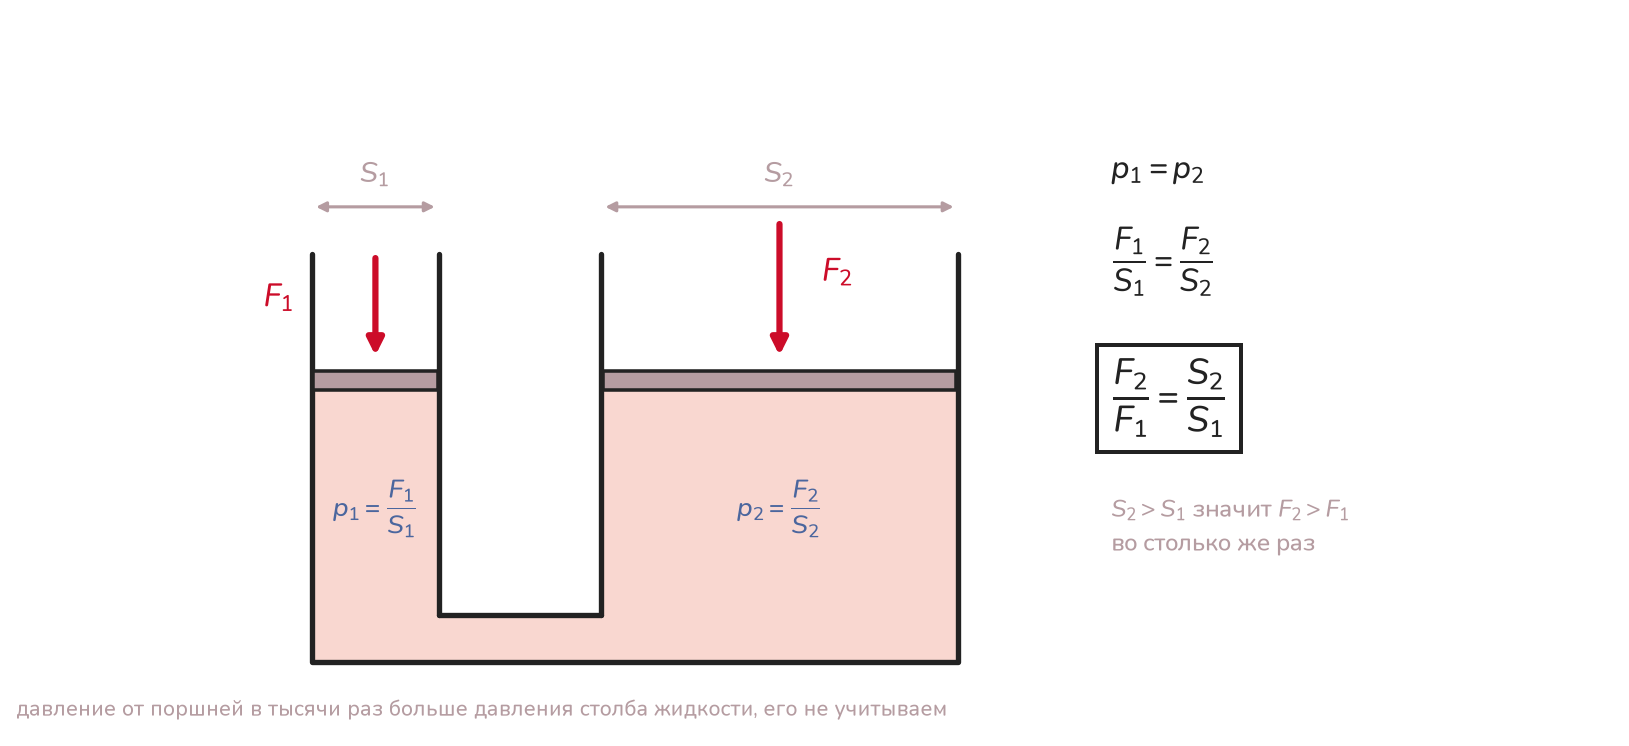 S₁
S₂
F₁
F₂
p₁ = F₁/S₁
p₂ = F₂/S₂
p₁ = p₂
F₁/S₁ = F₂/S₂
F₂/F₁ = S₂/S₁
S₂ > S₁ значит F₂ > F₁
во столько же раз
давление от поршней в тысячи раз больше давления столба жидкости, его не учитываем